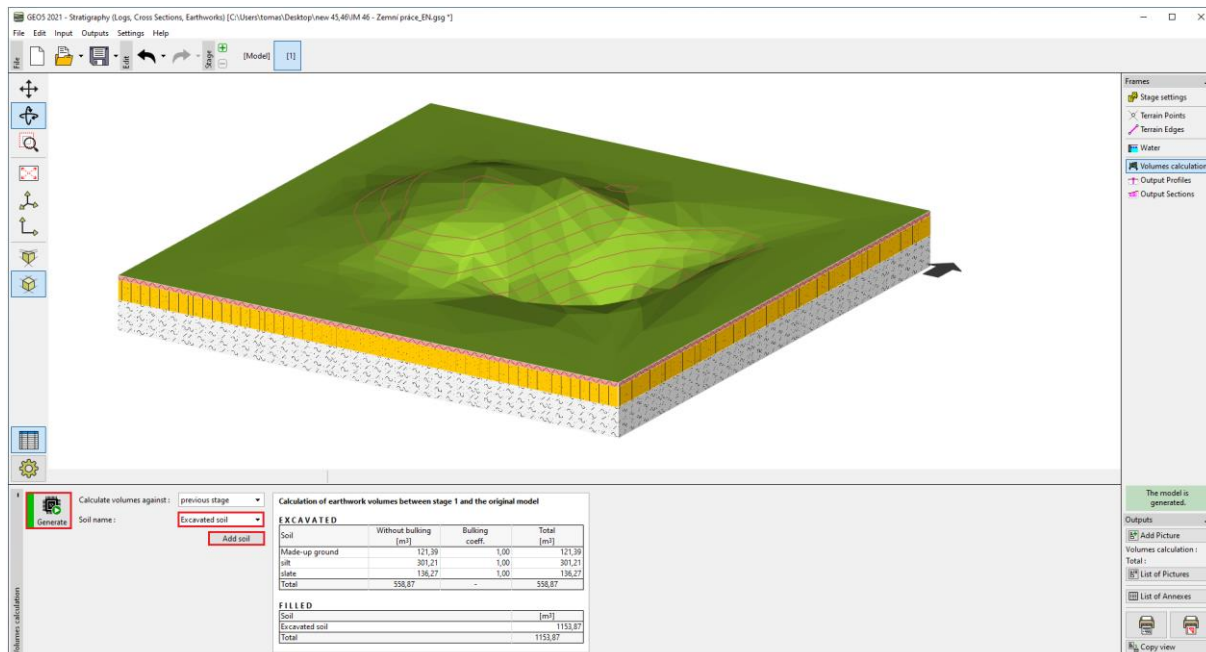 GEO5 2021 - Stratigraphy (Logs, Cross Sections, Earthworks) [C:\Users\tomas\Desktop\new 45,46\IM 46 - Zemní práce_EN.gsg *]
File Edit Input Outputs Settings Help
File Edit Stage [Model] [1]
Frames
Stage settings
Terrain Points
Terrain Edges
Water
Volumes calculation
Output Profiles
Output Sections
Volumes calculation
Generate
Calculate volumes against : previous stage
Soil name : Excavated soil
Add soil
Calculation of earthwork volumes between stage 1 and the original model
EXCAVATED
Soil Without bulking [m³] Bulking coeff. Total [m³]
Made-up ground 121,39 1,00 121,39
silt 301,21 1,00 301,21
slate 136,27 1,00 136,27
Total 558,87 - 558,87
FILLED
Soil [m³]
Excavated soil 1153,87
Total 1153,87
The model is
generated.
Outputs
Add Picture
Volumes calculation :
Total :
List of Pictures
List of Annexes
Copy view